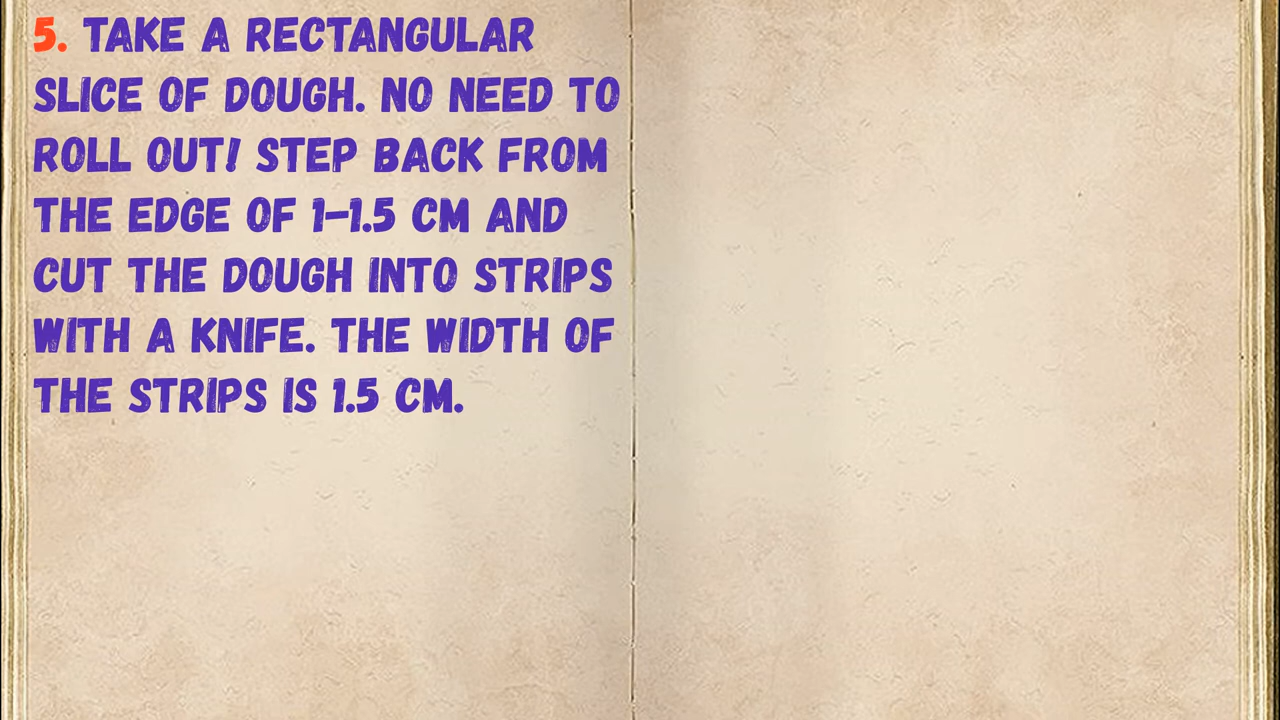 5. TAKE A RECTANGULAR
SLICE OF DOUGH. NO NEED TO
ROLL OUT! STEP BACK FROM
THE EDGE OF 1-1.5 CM AND
CUT THE DOUGH INTO STRIPS
WITH A KNIFE. THE WIDTH OF
THE STRIPS IS 1.5 CM.